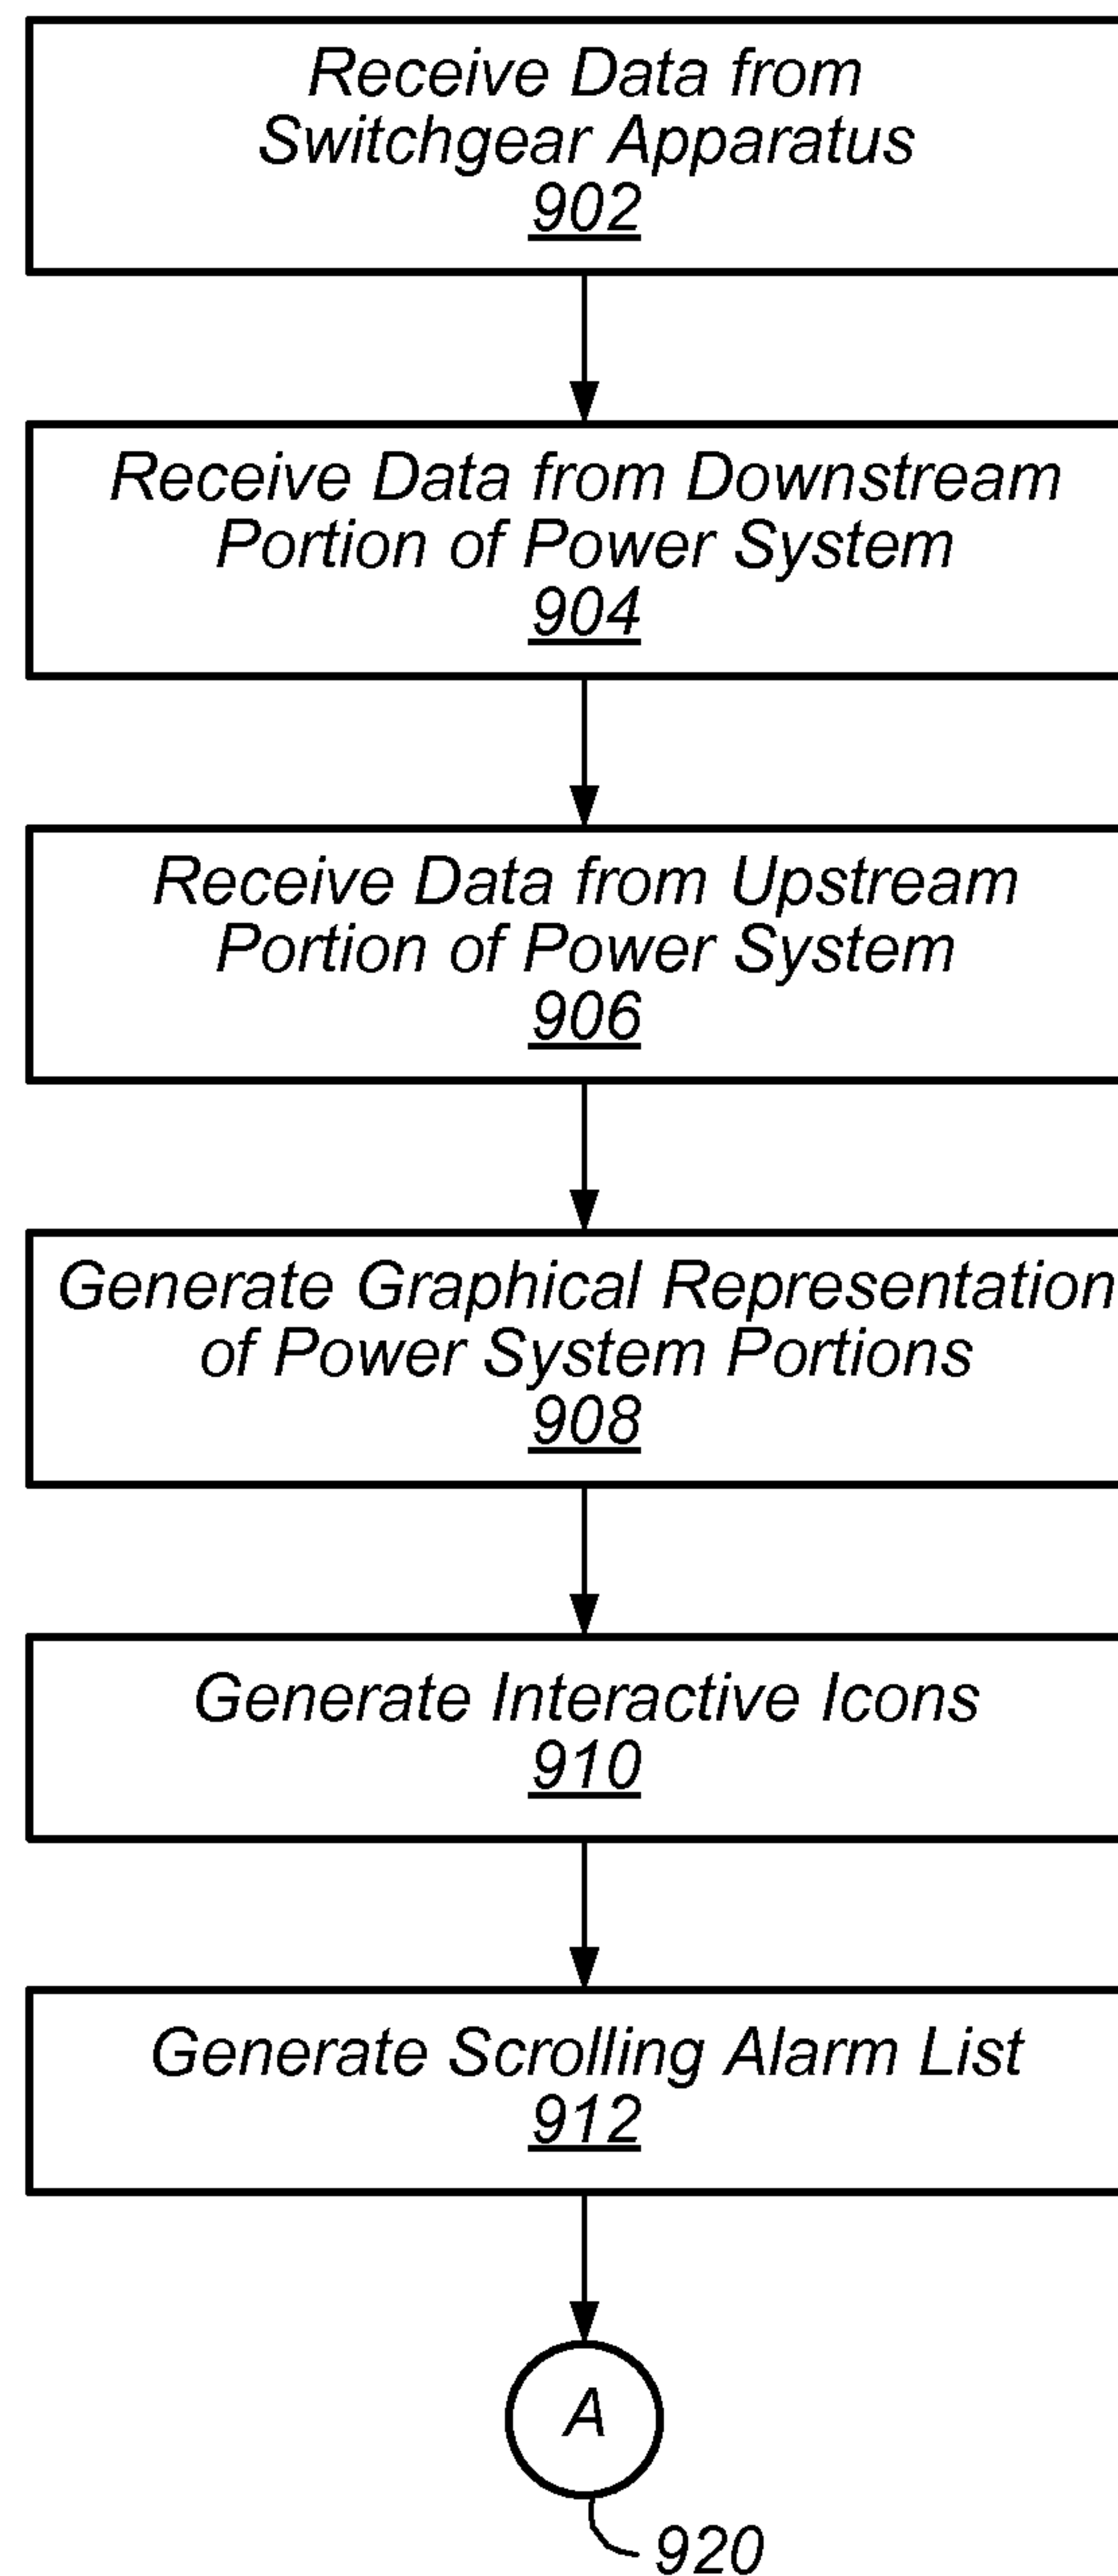 Receive Data from
Switchgear Apparatus
902
Receive Data from Downstream
Portion of Power System
904
Receive Data from Upstream
Portion of Power System
906
Generate Graphical Representation
of Power System Portions
908
Generate Interactive Icons
910
Generate Scrolling Alarm List
912
A
920